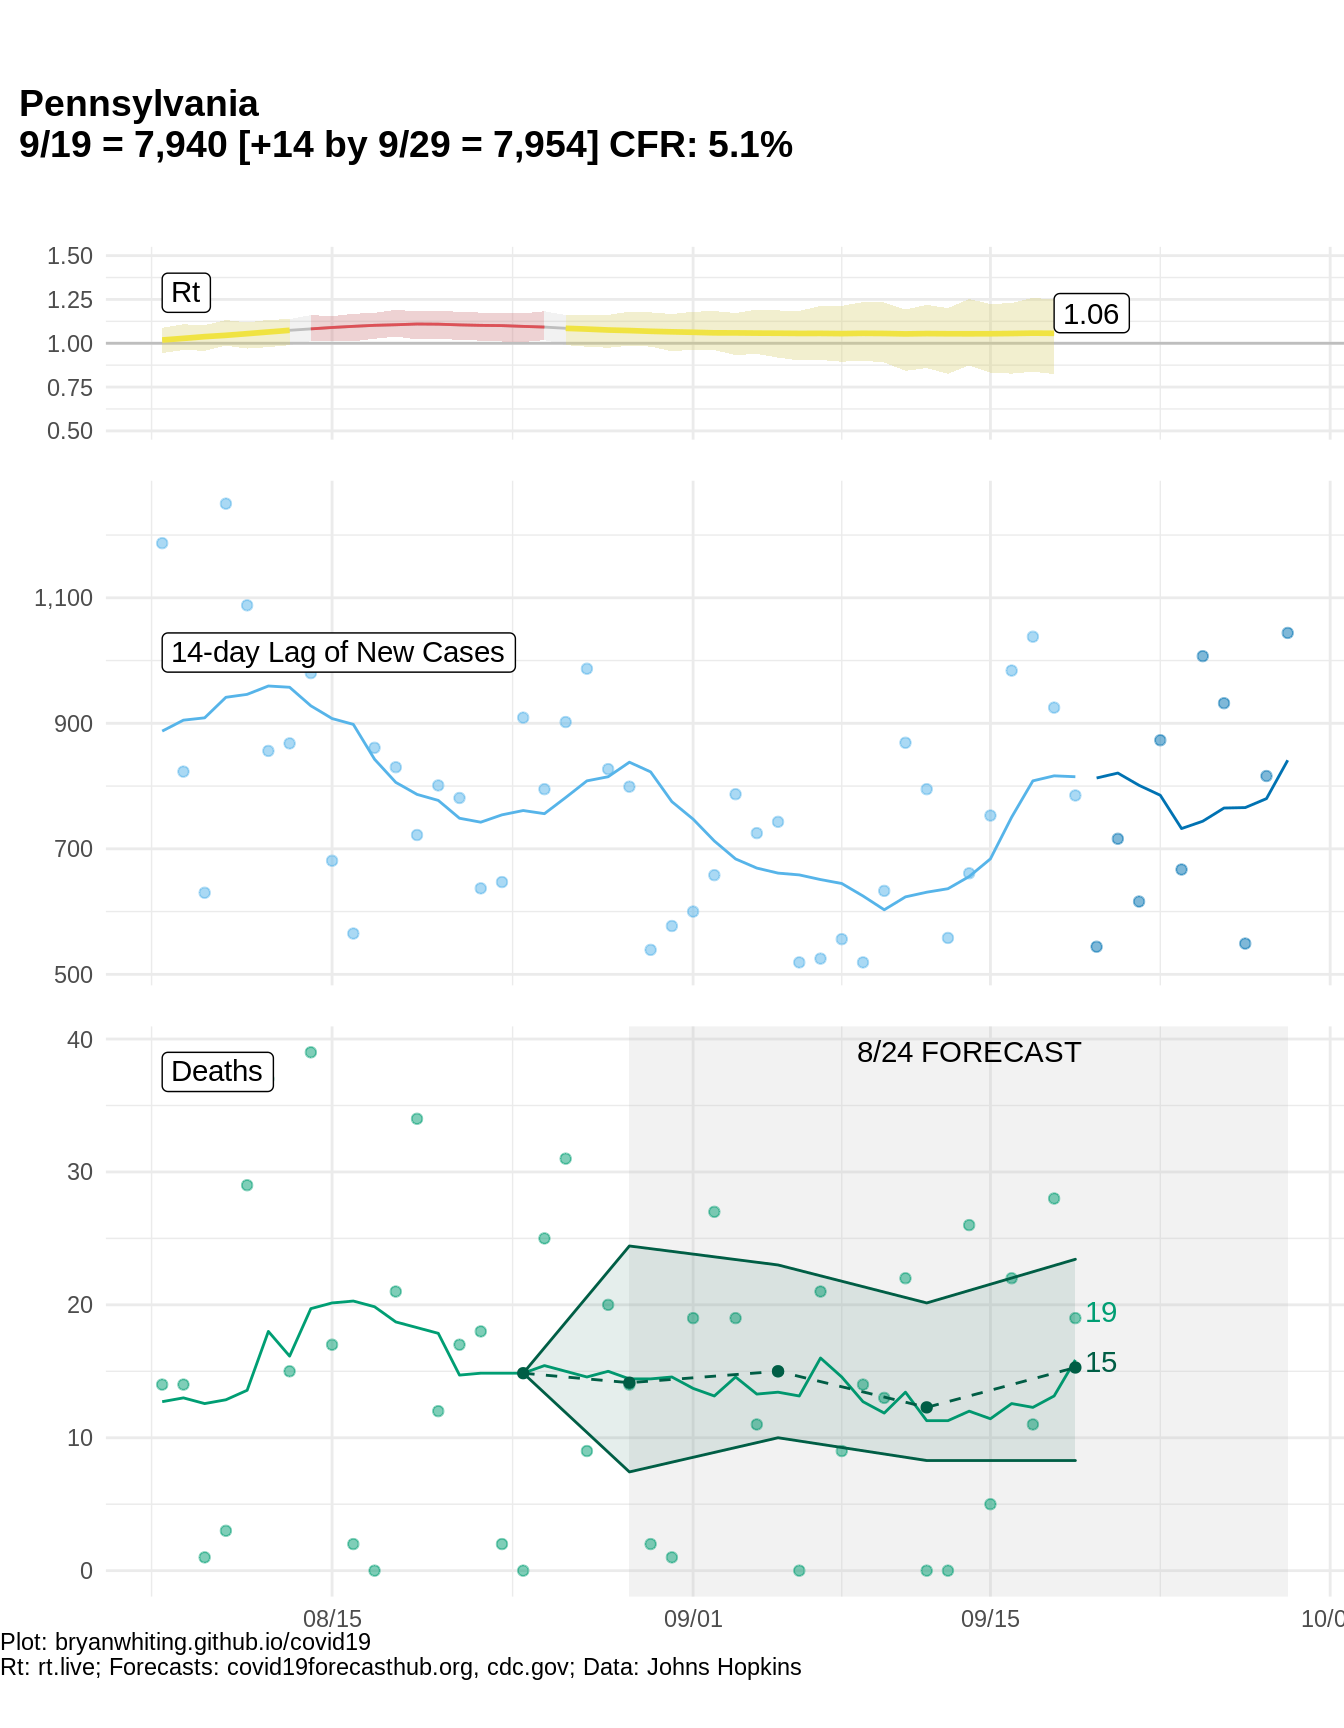 Pennsylvania
9/19 = 7,940 [+14 by 9/29 = 7,954] CFR: 5.1%
1.50
1.25
1.00
0.75
0.50
Rt
1.06
1,100
900
700
500
14-day Lag of New Cases
40
30
20
10
0
Deaths
8/24 FORECAST
19
15
08/15
09/01
09/15
10/0
Plot: bryanwhiting.github.io/covid19
Rt: rt.live; Forecasts: covid19forecasthub.org, cdc.gov; Data: Johns Hopkins